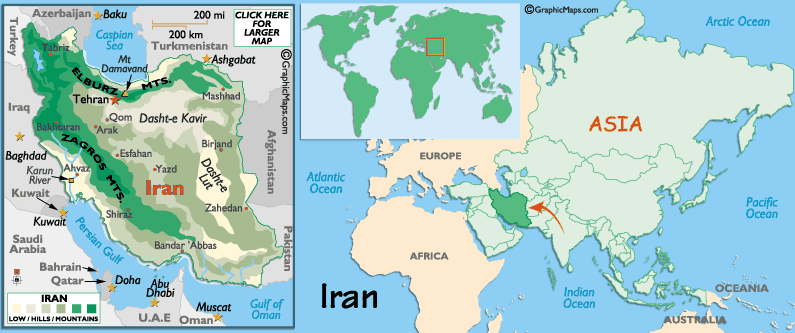 Azerbaijan
Baku
200 mi
200 km
CLICK HERE
FOR
LARGER
MAP
©GraphicMaps.com
Turkey
Caspian
Sea
Turkmenistan
Tabriz
Mt
Damavand
Ashgabat
ELBURZ MTS.
Tehran
Mashhad
Qom
Dasht-e Kavir
Iraq
Bakhtaran
Arak
Birjand
Afghanistan
Baghdad
ZAGROS MTS.
Esfahan
Yazd
Dasht-e
Lut
Karun
River
Ahvaz
Iran
Kuwait
Kuwait
Shiraz
Zahedan
Saudi
Arabia
Persian Gulf
Bandar 'Abbas
Pakistan
Bahrain
Qatar
Doha
Abu
Dhabi
U.A.E
Muscat
Oman
Gulf of
Oman
IRAN
LOW / HILLS / MOUNTAINS
©GraphicMaps.com
Arctic Ocean
ASIA
EUROPE
Atlantic
Ocean
Pacific
Ocean
AFRICA
Indian
Ocean
OCEANIA
AUSTRALIA
Iran